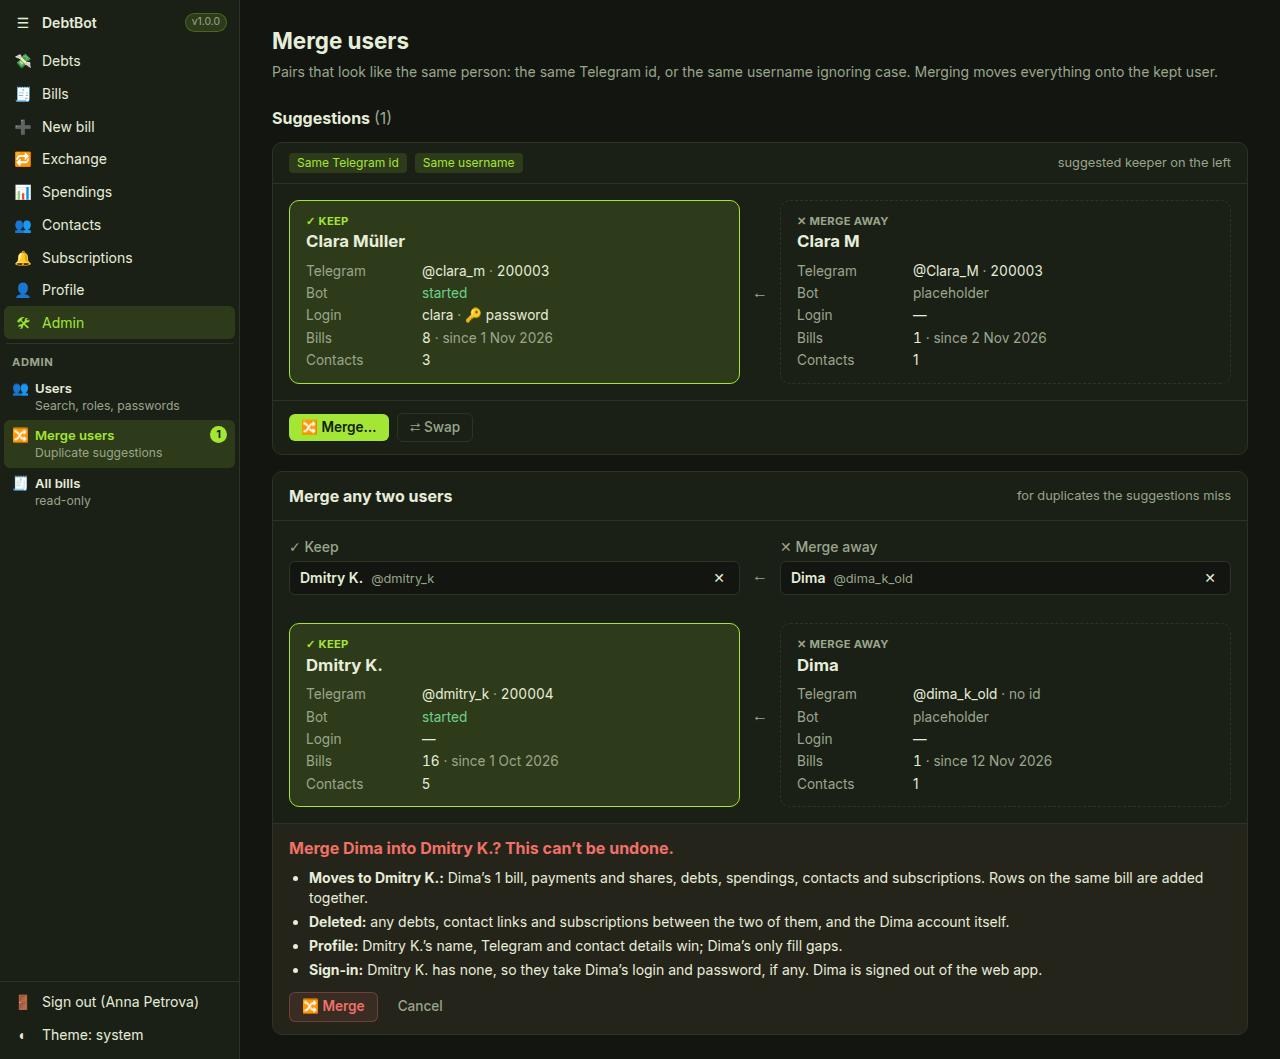 DebtBot
v1.0.0
Debts
Bills
New bill
Exchange
Spendings
Contacts
Subscriptions
Profile
Admin
ADMIN
Users
Search, roles, passwords
Merge users
1
Duplicate suggestions
All bills
read-only
Sign out (Anna Petrova)
Theme: system
Merge users
Pairs that look like the same person: the same Telegram id, or the same username ignoring case. Merging moves everything onto the kept user.
Suggestions (1)
Same Telegram id
Same username
suggested keeper on the left
✓ KEEP
Clara Müller
Telegram @clara_m · 200003
Bot started
Login clara · 🔑 password
Bills 8 · since 1 Nov 2026
Contacts 3
←
✕ MERGE AWAY
Clara M
Telegram @Clara_M · 200003
Bot placeholder
Login —
Bills 1 · since 2 Nov 2026
Contacts 1
🔀 Merge...
⇄ Swap
Merge any two users
for duplicates the suggestions miss
✓ Keep
Dmitry K. @dmitry_k ✕
←
✕ Merge away
Dima @dima_k_old ✕
✓ KEEP
Dmitry K.
Telegram @dmitry_k · 200004
Bot started
Login —
Bills 16 · since 1 Oct 2026
Contacts 5
←
✕ MERGE AWAY
Dima
Telegram @dima_k_old · no id
Bot placeholder
Login —
Bills 1 · since 12 Nov 2026
Contacts 1
Merge Dima into Dmitry K.? This can’t be undone.
• Moves to Dmitry K.: Dima’s 1 bill, payments and shares, debts, spendings, contacts and subscriptions. Rows on the same bill are added
together.
• Deleted: any debts, contact links and subscriptions between the two of them, and the Dima account itself.
• Profile: Dmitry K.’s name, Telegram and contact details win; Dima’s only fill gaps.
• Sign-in: Dmitry K. has none, so they take Dima’s login and password, if any. Dima is signed out of the web app.
🔀 Merge
Cancel